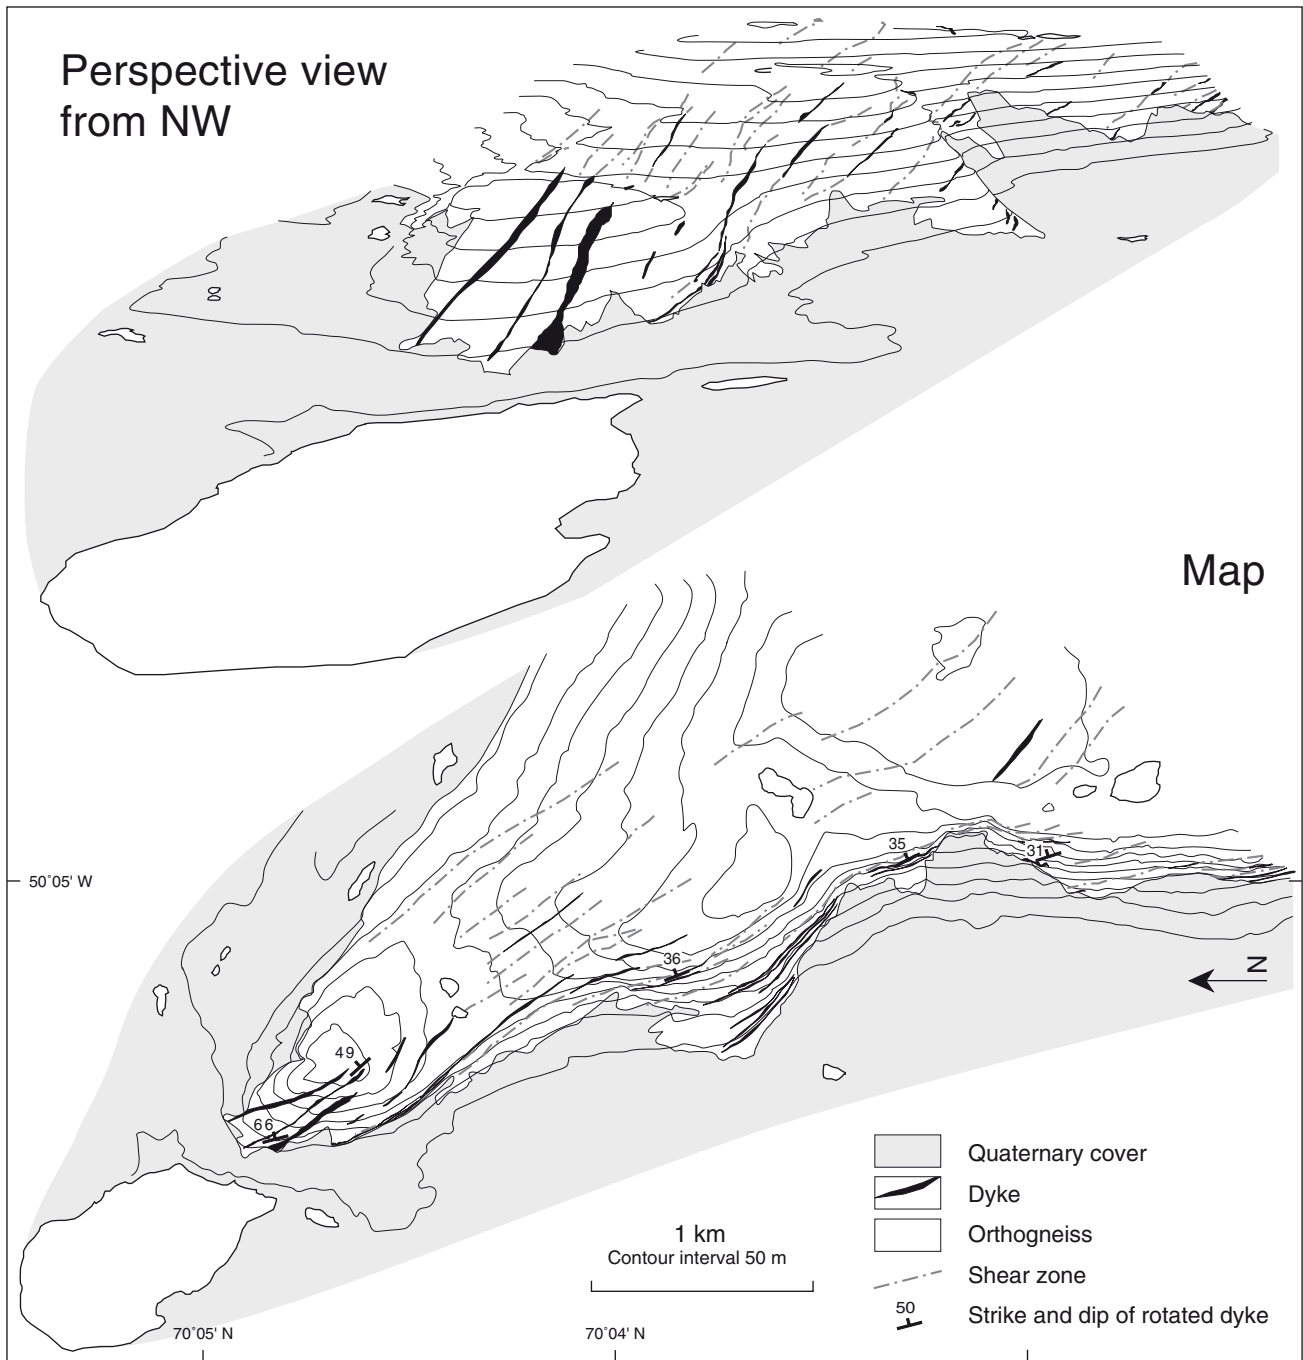 Perspective view
from NW
Map
35
31
50°05' W
36
N
49
66
Quaternary cover
Dyke
1 km
Orthogneiss
Contour interval 50 m
Shear zone
50
Strike and dip of rotated dyke
70°05' N
70°04' N